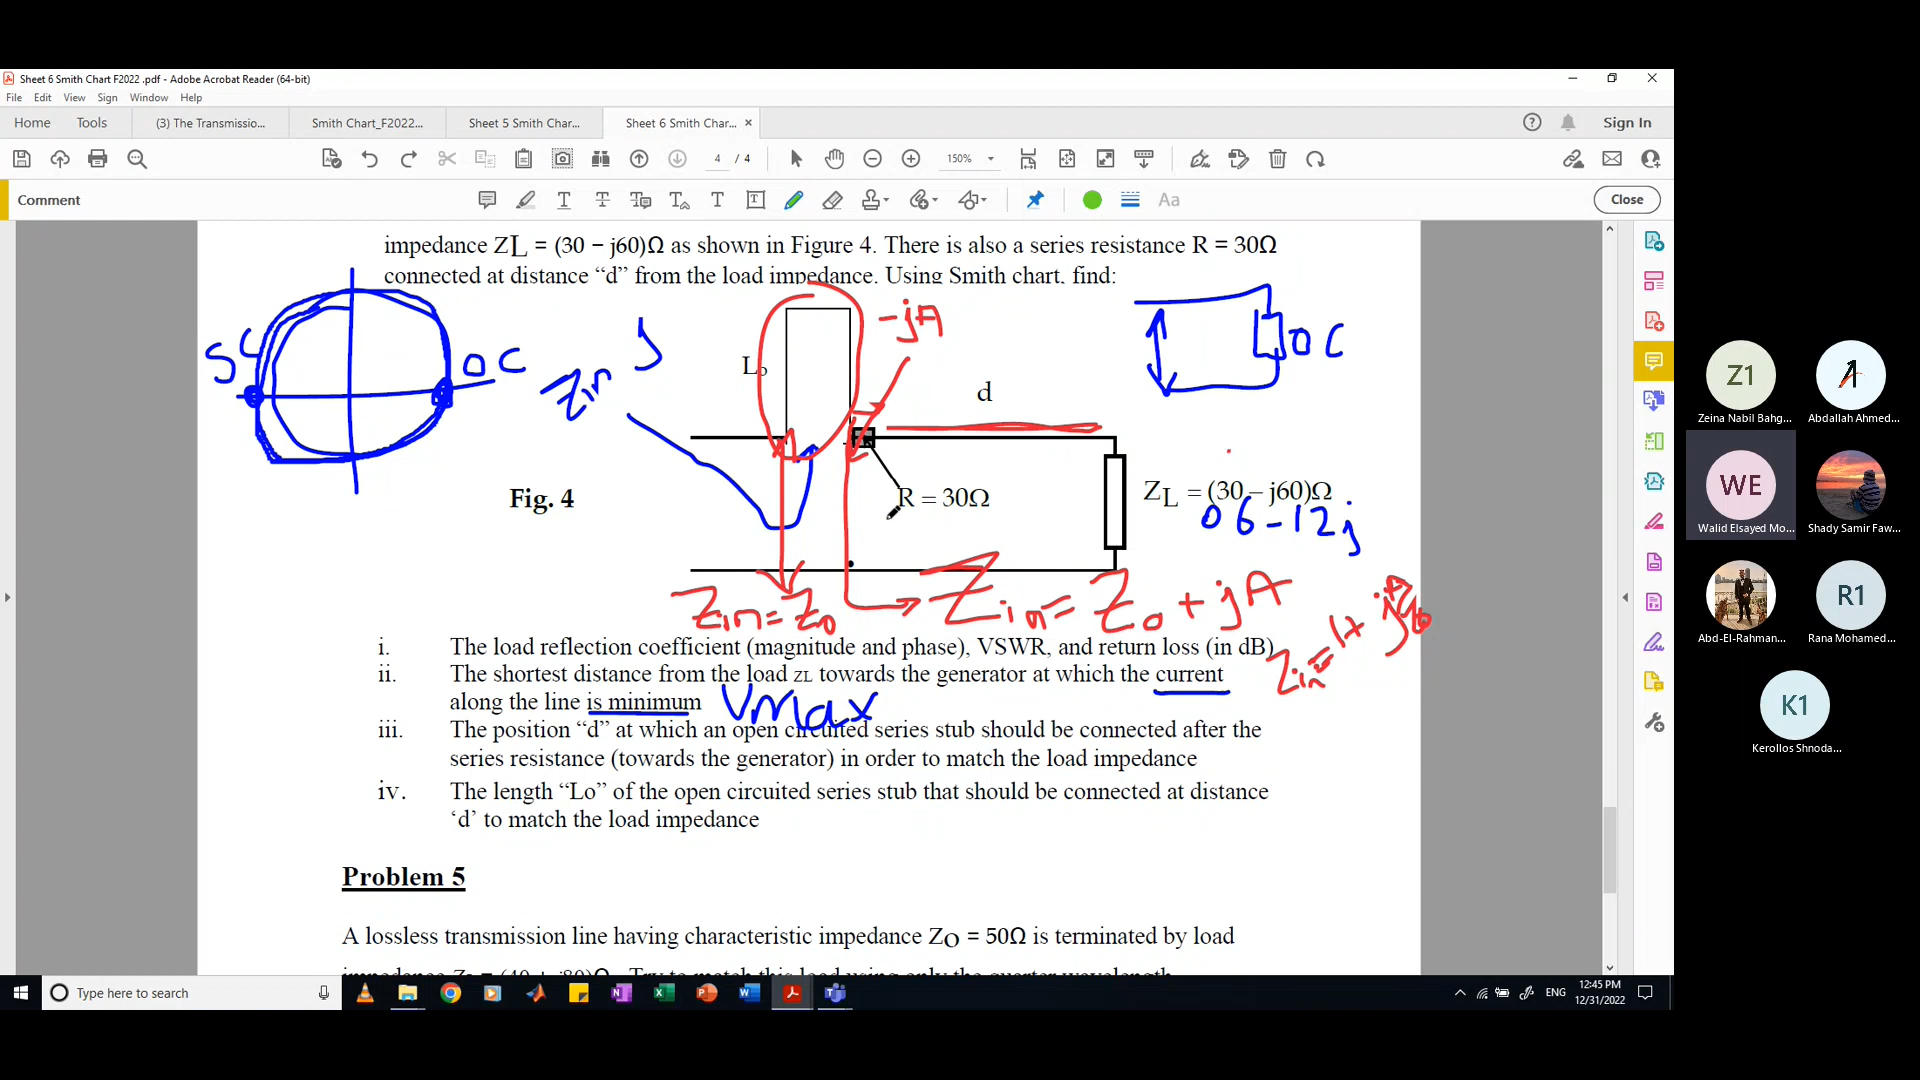 Sheet 6 Smith Chart F2022 .pdf - Adobe Acrobat Reader (64-bit)
File Edit View Sign Window Help
Home Tools (3) The Transmissio... Smith Chart_F2022... Sheet 5 Smith Char... Sheet 6 Smith Char... × Sign In
4 / 4 150%
Comment Close
impedance ZL = (30 − j60)Ω as shown in Figure 4. There is also a series resistance R = 30Ω
connected at distance “d” from the load impedance. Using Smith chart, find:
-jA
SC OC Zin Lo d OC
Fig. 4 R = 30Ω ZL = (30 – j60)Ω
06-12j
Zin = Zo Zin = Zo + jA
i. The load reflection coefficient (magnitude and phase), VSWR, and return loss (in dB)
ii. The shortest distance from the load ZL towards the generator at which the current
along the line is minimum Vmax
iii. The position “d” at which an open circuited series stub should be connected after the
series resistance (towards the generator) in order to match the load impedance
iv. The length “Lo” of the open circuited series stub that should be connected at distance
‘d’ to match the load impedance
Problem 5
A lossless transmission line having characteristic impedance ZO = 50Ω is terminated by load
Z1 Zeina Nabil Bahg...
Abdallah Ahmed...
WE Walid Elsayed Mo...
Shady Samir Faw...
Abd-El-Rahman...
R1 Rana Mohamed...
K1 Kerollos Shnoda...
Type here to search ENG 12:45 PM
12/31/2022